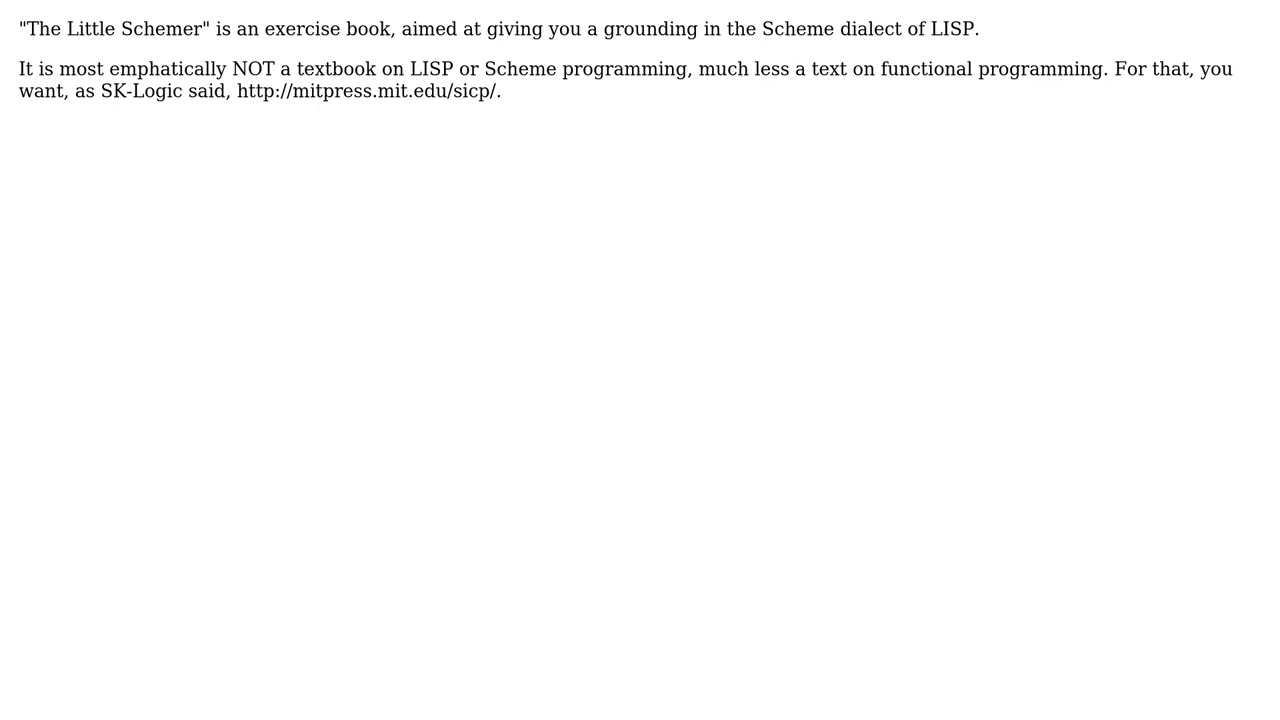 "The Little Schemer" is an exercise book, aimed at giving you a grounding in the Scheme dialect of LISP.
It is most emphatically NOT a textbook on LISP or Scheme programming, much less a text on functional programming. For that, you
want, as SK-Logic said, http://mitpress.mit.edu/sicp/.